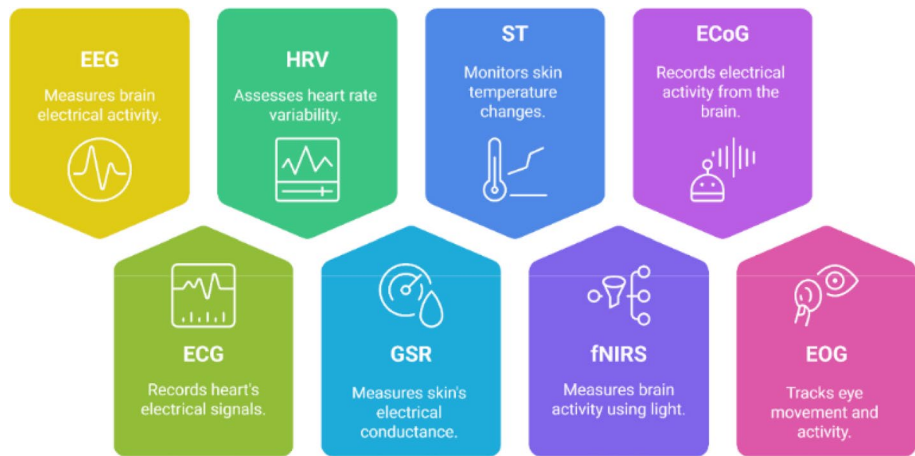 EEG
Measures brain
electrical activity.
HRV
Assesses heart rate
variability.
ST
Monitors skin
temperature
changes.
ECoG
Records electrical
activity from the
brain.
ECG
Records heart's
electrical signals.
GSR
Measures skin's
electrical
conductance.
fNIRS
Measures brain
activity using light.
EOG
Tracks eye
movement and
activity.